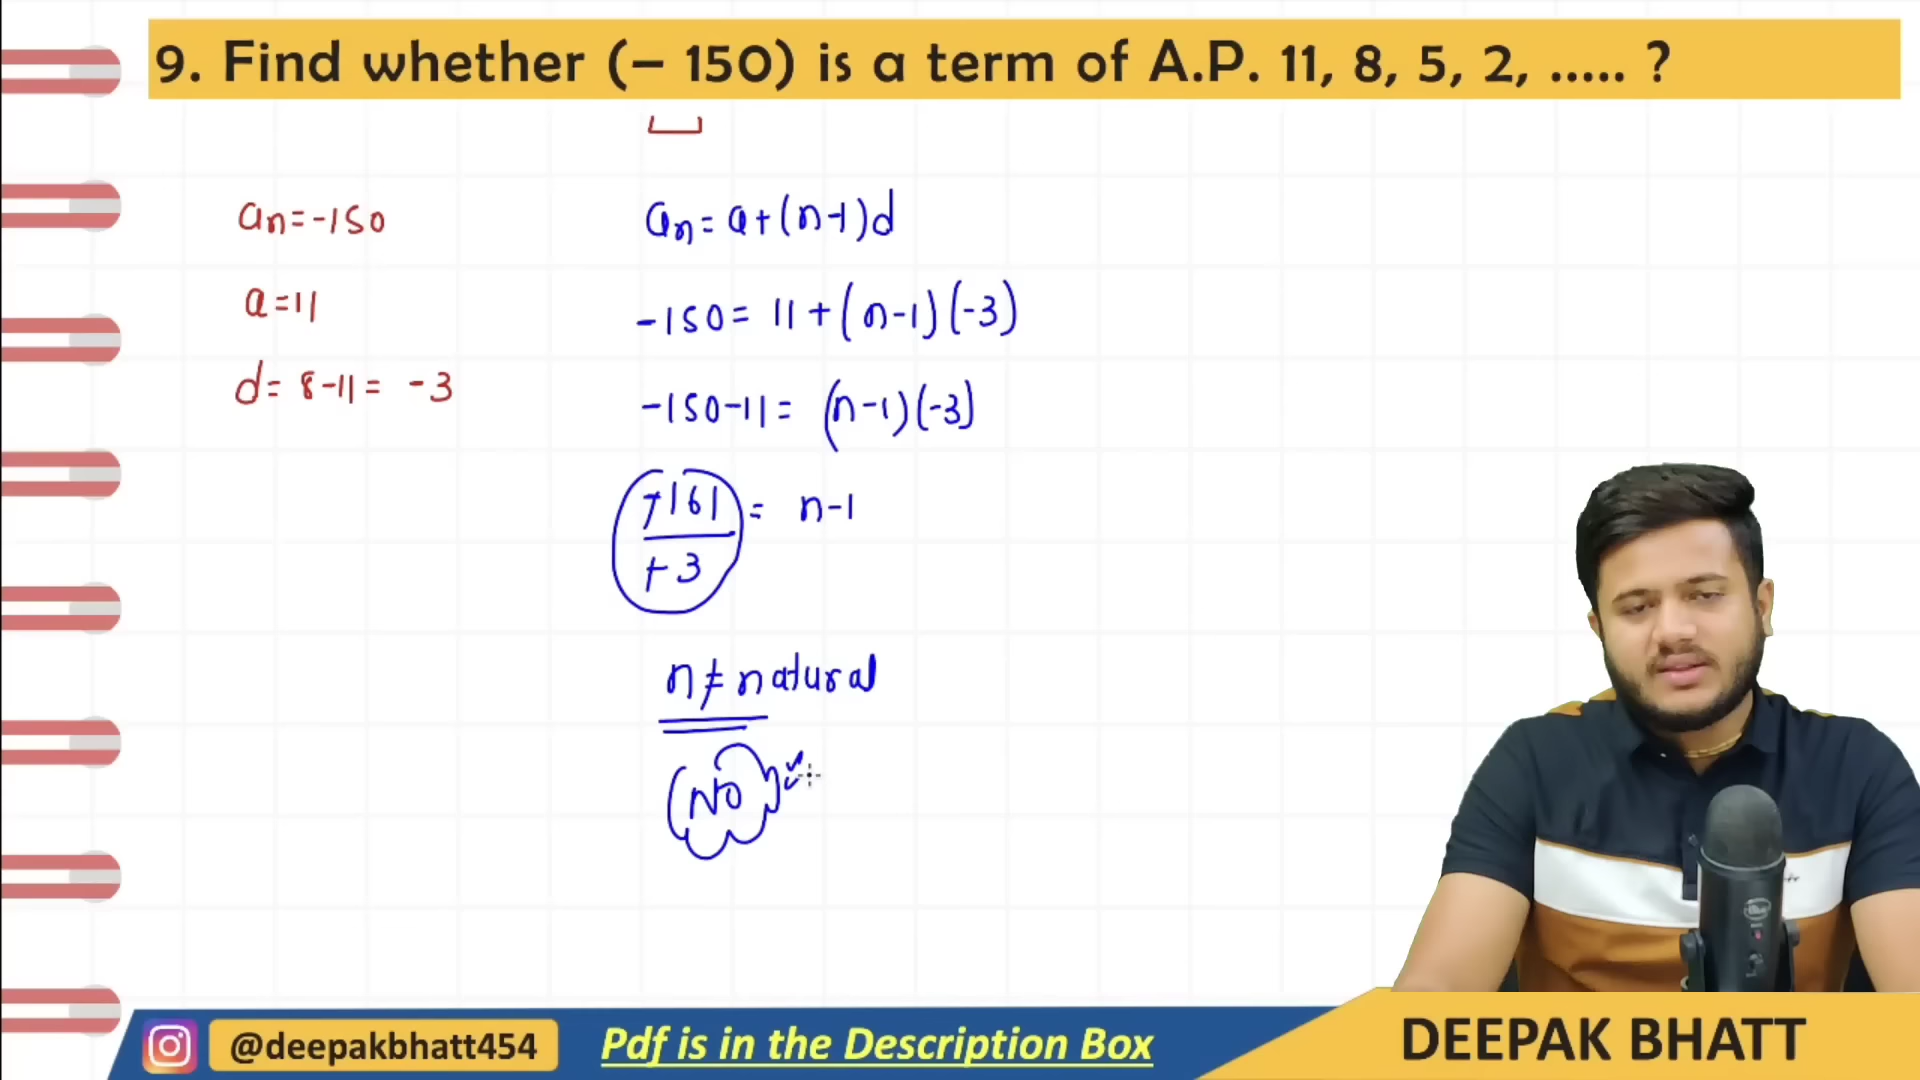 9. Find whether (– 150) is a term of A.P. 11, 8, 5, 2, ..... ?
an = -150
a = 11
d = 8-11 = -3
an = a+(n-1)d
-150 = 11 + (n-1)(-3)
-150-11 = (n-1)(-3)
+161
+3
= n-1
n ≠ natural
(NO)
@deepakbhatt454
Pdf is in the Description Box
DEEPAK BHATT